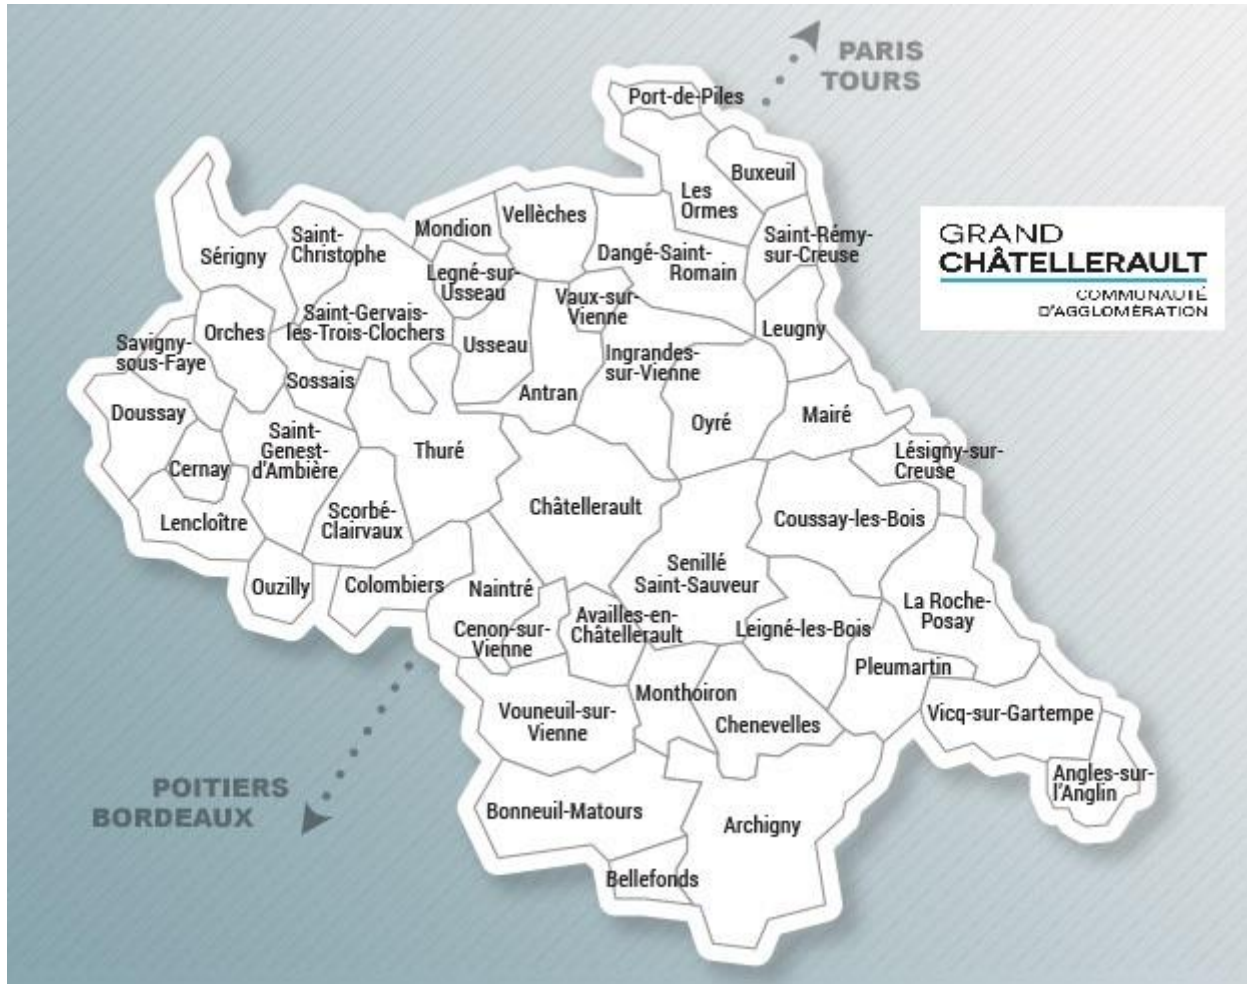 PARIS
TOURS
Port-de-Piles
Buxeuil
Les
Ormes
Vellèches
Mondion
Saint-
Christophe
Sérigny
Dangé-Saint-
Romain
Saint-Rémy-
sur-Creuse
GRAND
CHÂTELLERAULT
COMMUNAUTÉ
D'AGGLOMÉRATION
Legné-sur-
Usseau
Vaux-sur-
Vienne
Saint-Gervais-
les-Trois-Clochers
Orches
Leugny
Savigny-
sous-Faye
Usseau
Ingrandes-
sur-Vienne
Sossais
Antran
Doussay
Oyré
Mairé
Saint-
Genest-
d'Ambière
Thuré
Cernay
Lésigny-sur-
Creuse
Lencloître
Scorbé-
Clairvaux
Châtellerault
Coussay-les-Bois
Senillé
Saint-Sauveur
Ouzilly
Colombiers
Naintré
La Roche-
Posay
Availles-en-
Châtellerault
Cenon-sur-
Vienne
Leigné-les-Bois
Pleumartin
Monthoiron
Vouneuil-sur-
Vienne
Chenevelles
Vicq-sur-Gartempe
Angles-sur-
l'Anglin
POITIERS
BORDEAUX
Bonneuil-Matours
Archigny
Bellefonds